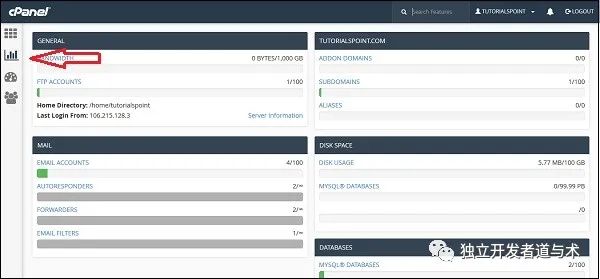 cPanel
Search features
TUTORIALSPOINT
LOGOUT
GENERAL
BANDWIDTH 0 BYTES/1,000 GB
FTP ACCOUNTS 1/100
Home Directory: /home/tutorialspoint
Last Login From: 106.215.128.3 Server Information
TUTORIALSPOINT.COM
ADDON DOMAINS 0/0
SUBDOMAINS 1/100
ALIASES 0/0
MAIL
EMAIL ACCOUNTS 4/100
AUTORESPONDERS 2/∞
FORWARDERS 2/∞
EMAIL FILTERS 1/∞
DISK SPACE
DISK USAGE 5.77 MB/100 GB
MYSQL® DATABASES 0/99.99 PB
/0
DATABASES
MYSQL® DATABASES 2/100
独立开发者道与术